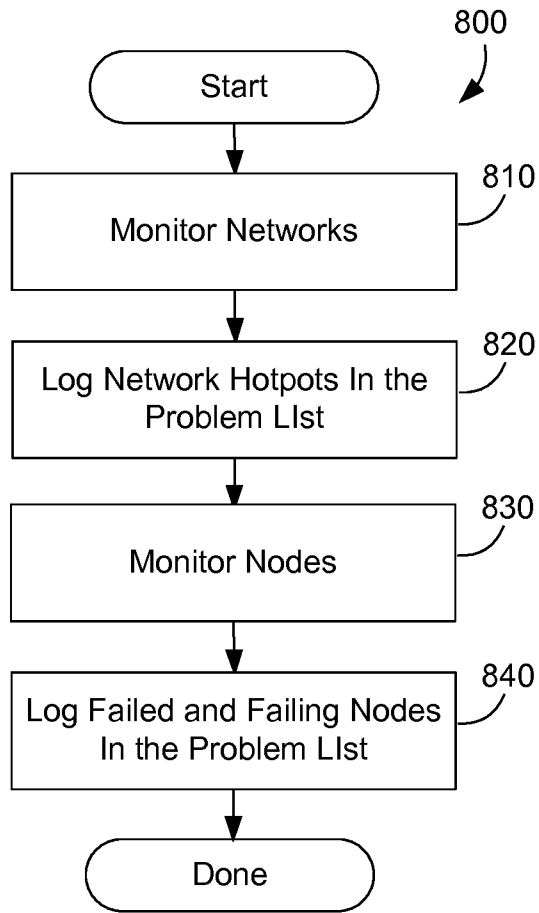 800
Start
810
Monitor Networks
820
Log Network Hotpots In the
Problem LIst
830
Monitor Nodes
840
Log Failed and Failing Nodes
In the Problem LIst
Done